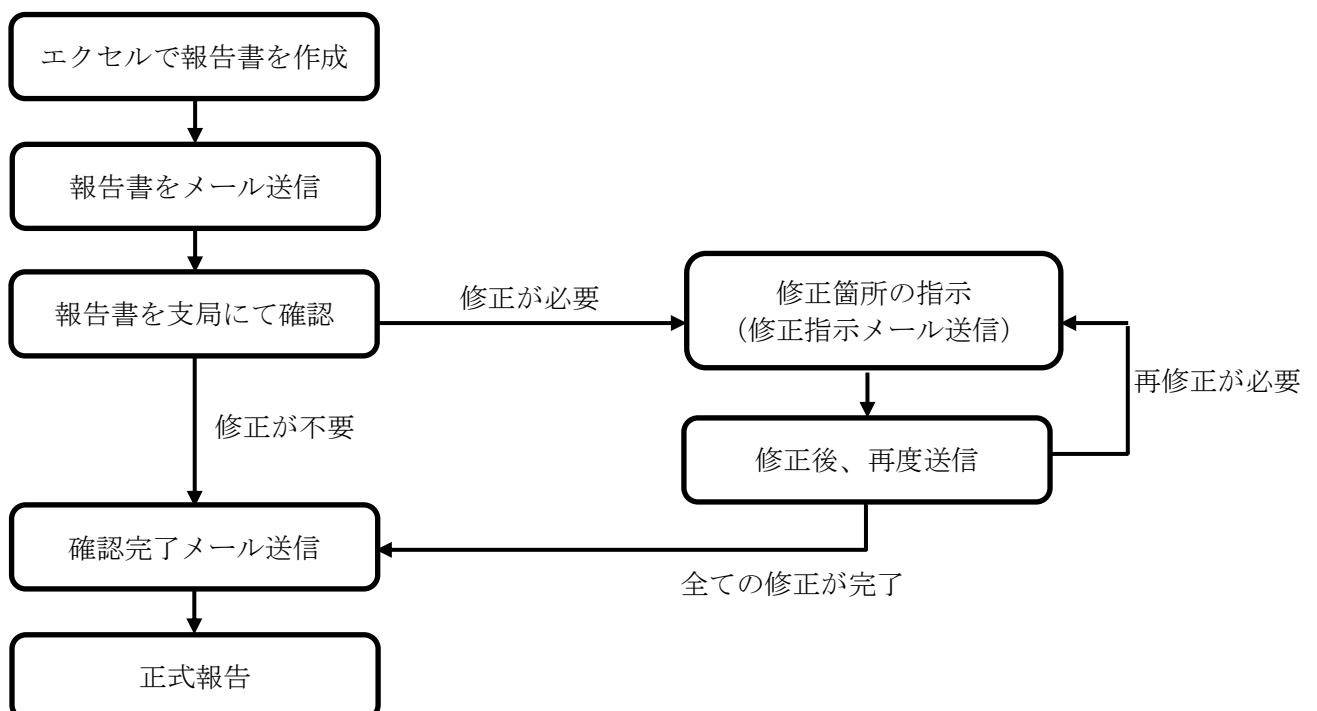 エクセルで報告書を作成
報告書をメール送信
報告書を支局にて確認
修正が必要
修正箇所の指示
（修正指示メール送信）
再修正が必要
修正が不要
修正後、再度送信
確認完了メール送信
全ての修正が完了
正式報告